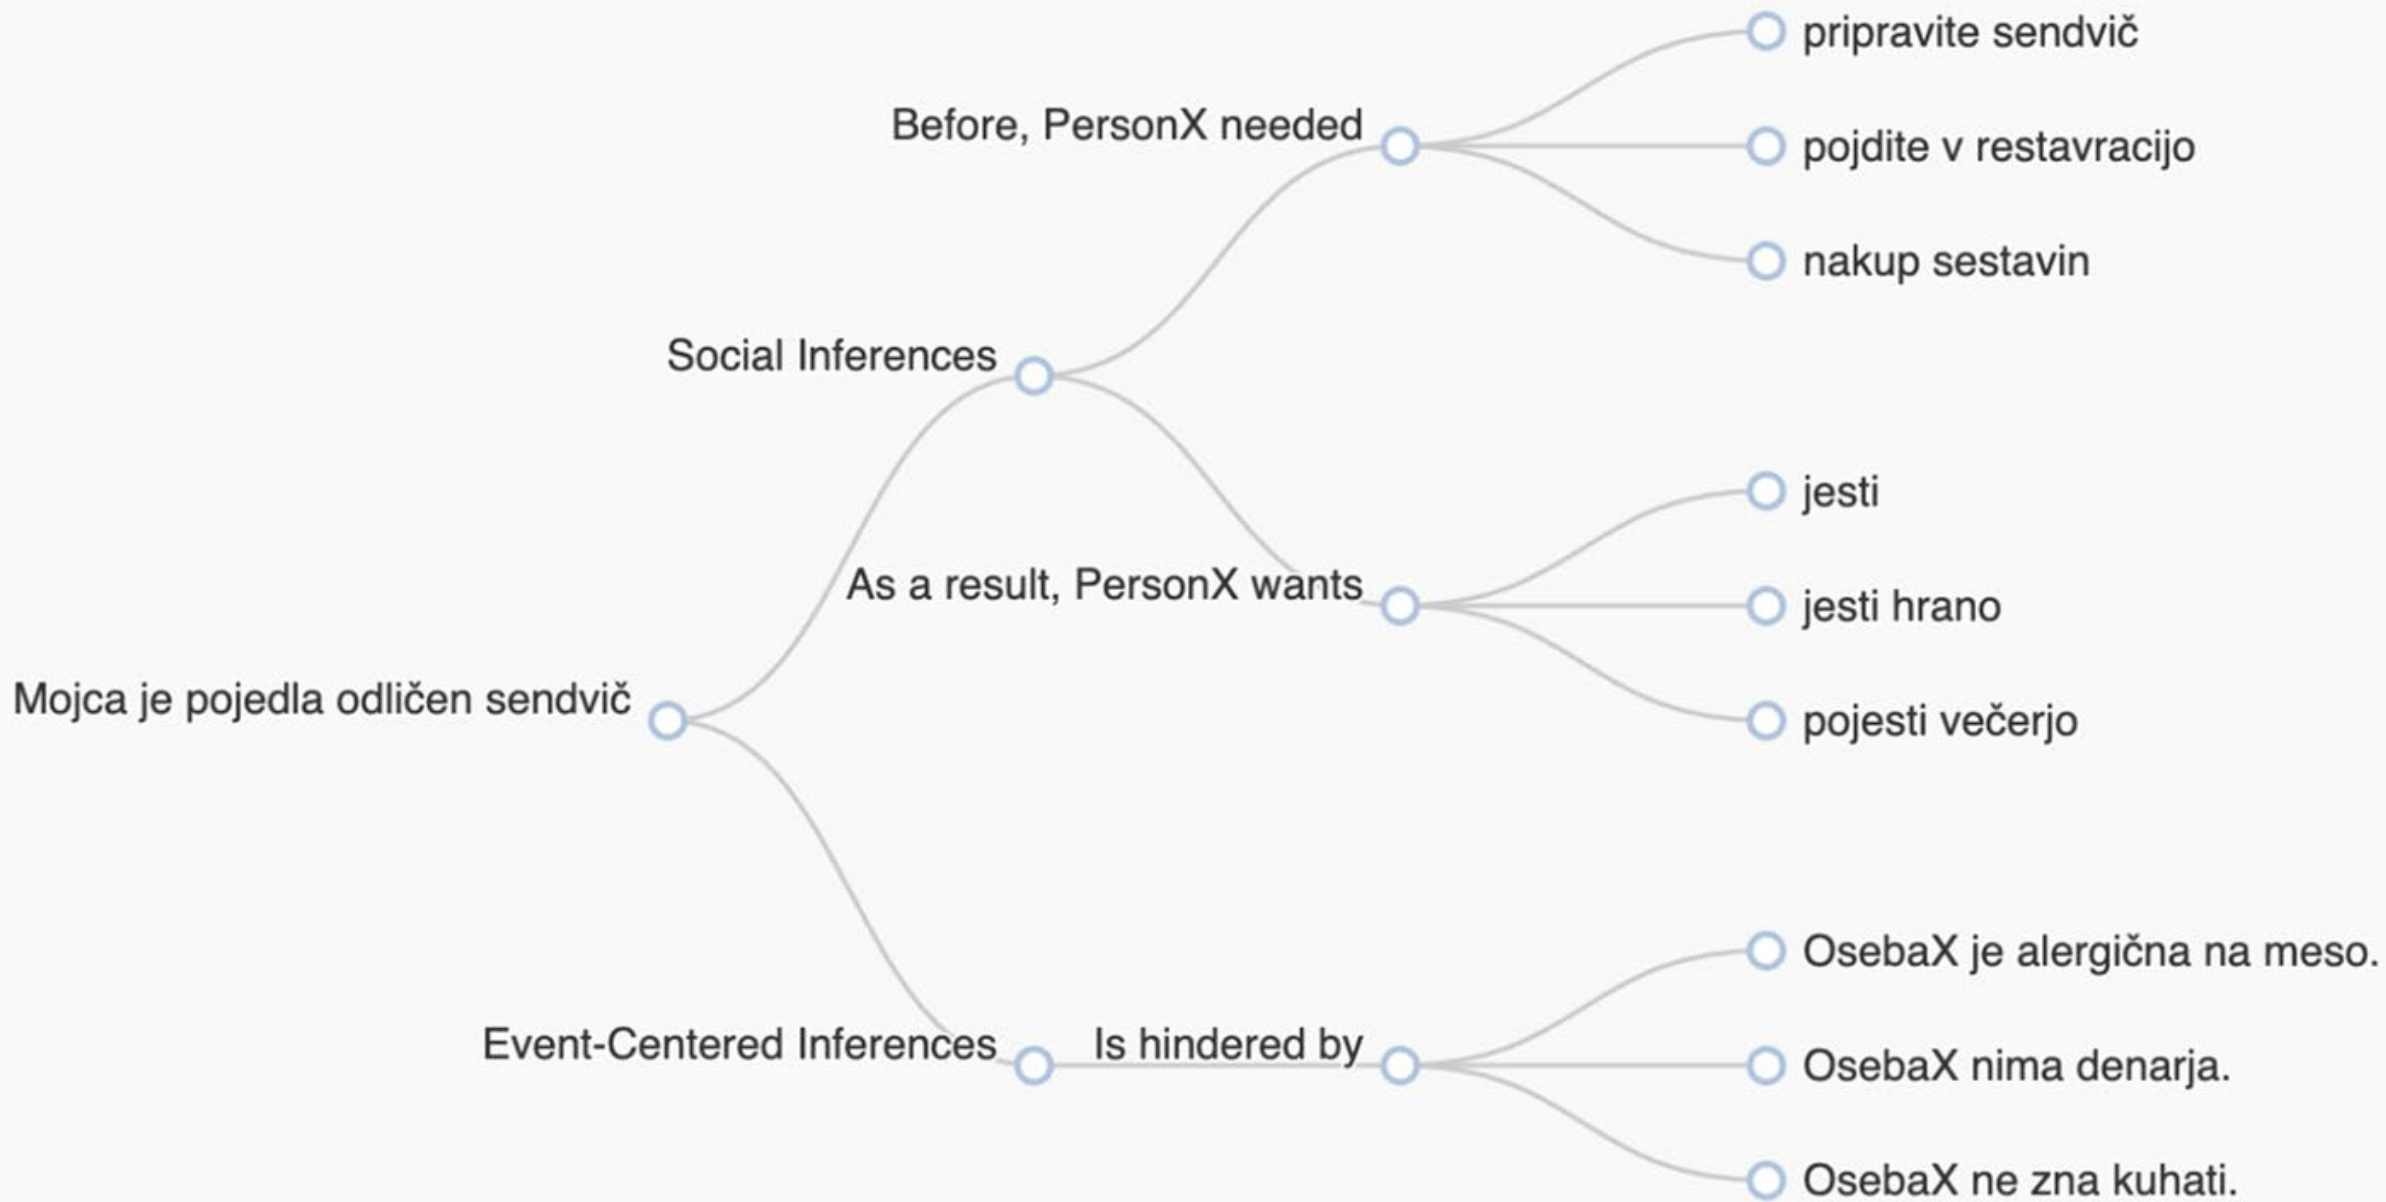 pripravite sendvič
Before, PersonX needed
pojdite v restavracijo
nakup sestavin
Social Inferences
jesti
As a result, PersonX wants
jesti hrano
Mojca je pojedla odličen sendvič
pojesti večerjo
OsebaX je alergična na meso.
Event-Centered Inferences
Is hindered by
OsebaX nima denarja.
OsebaX ne zna kuhati.